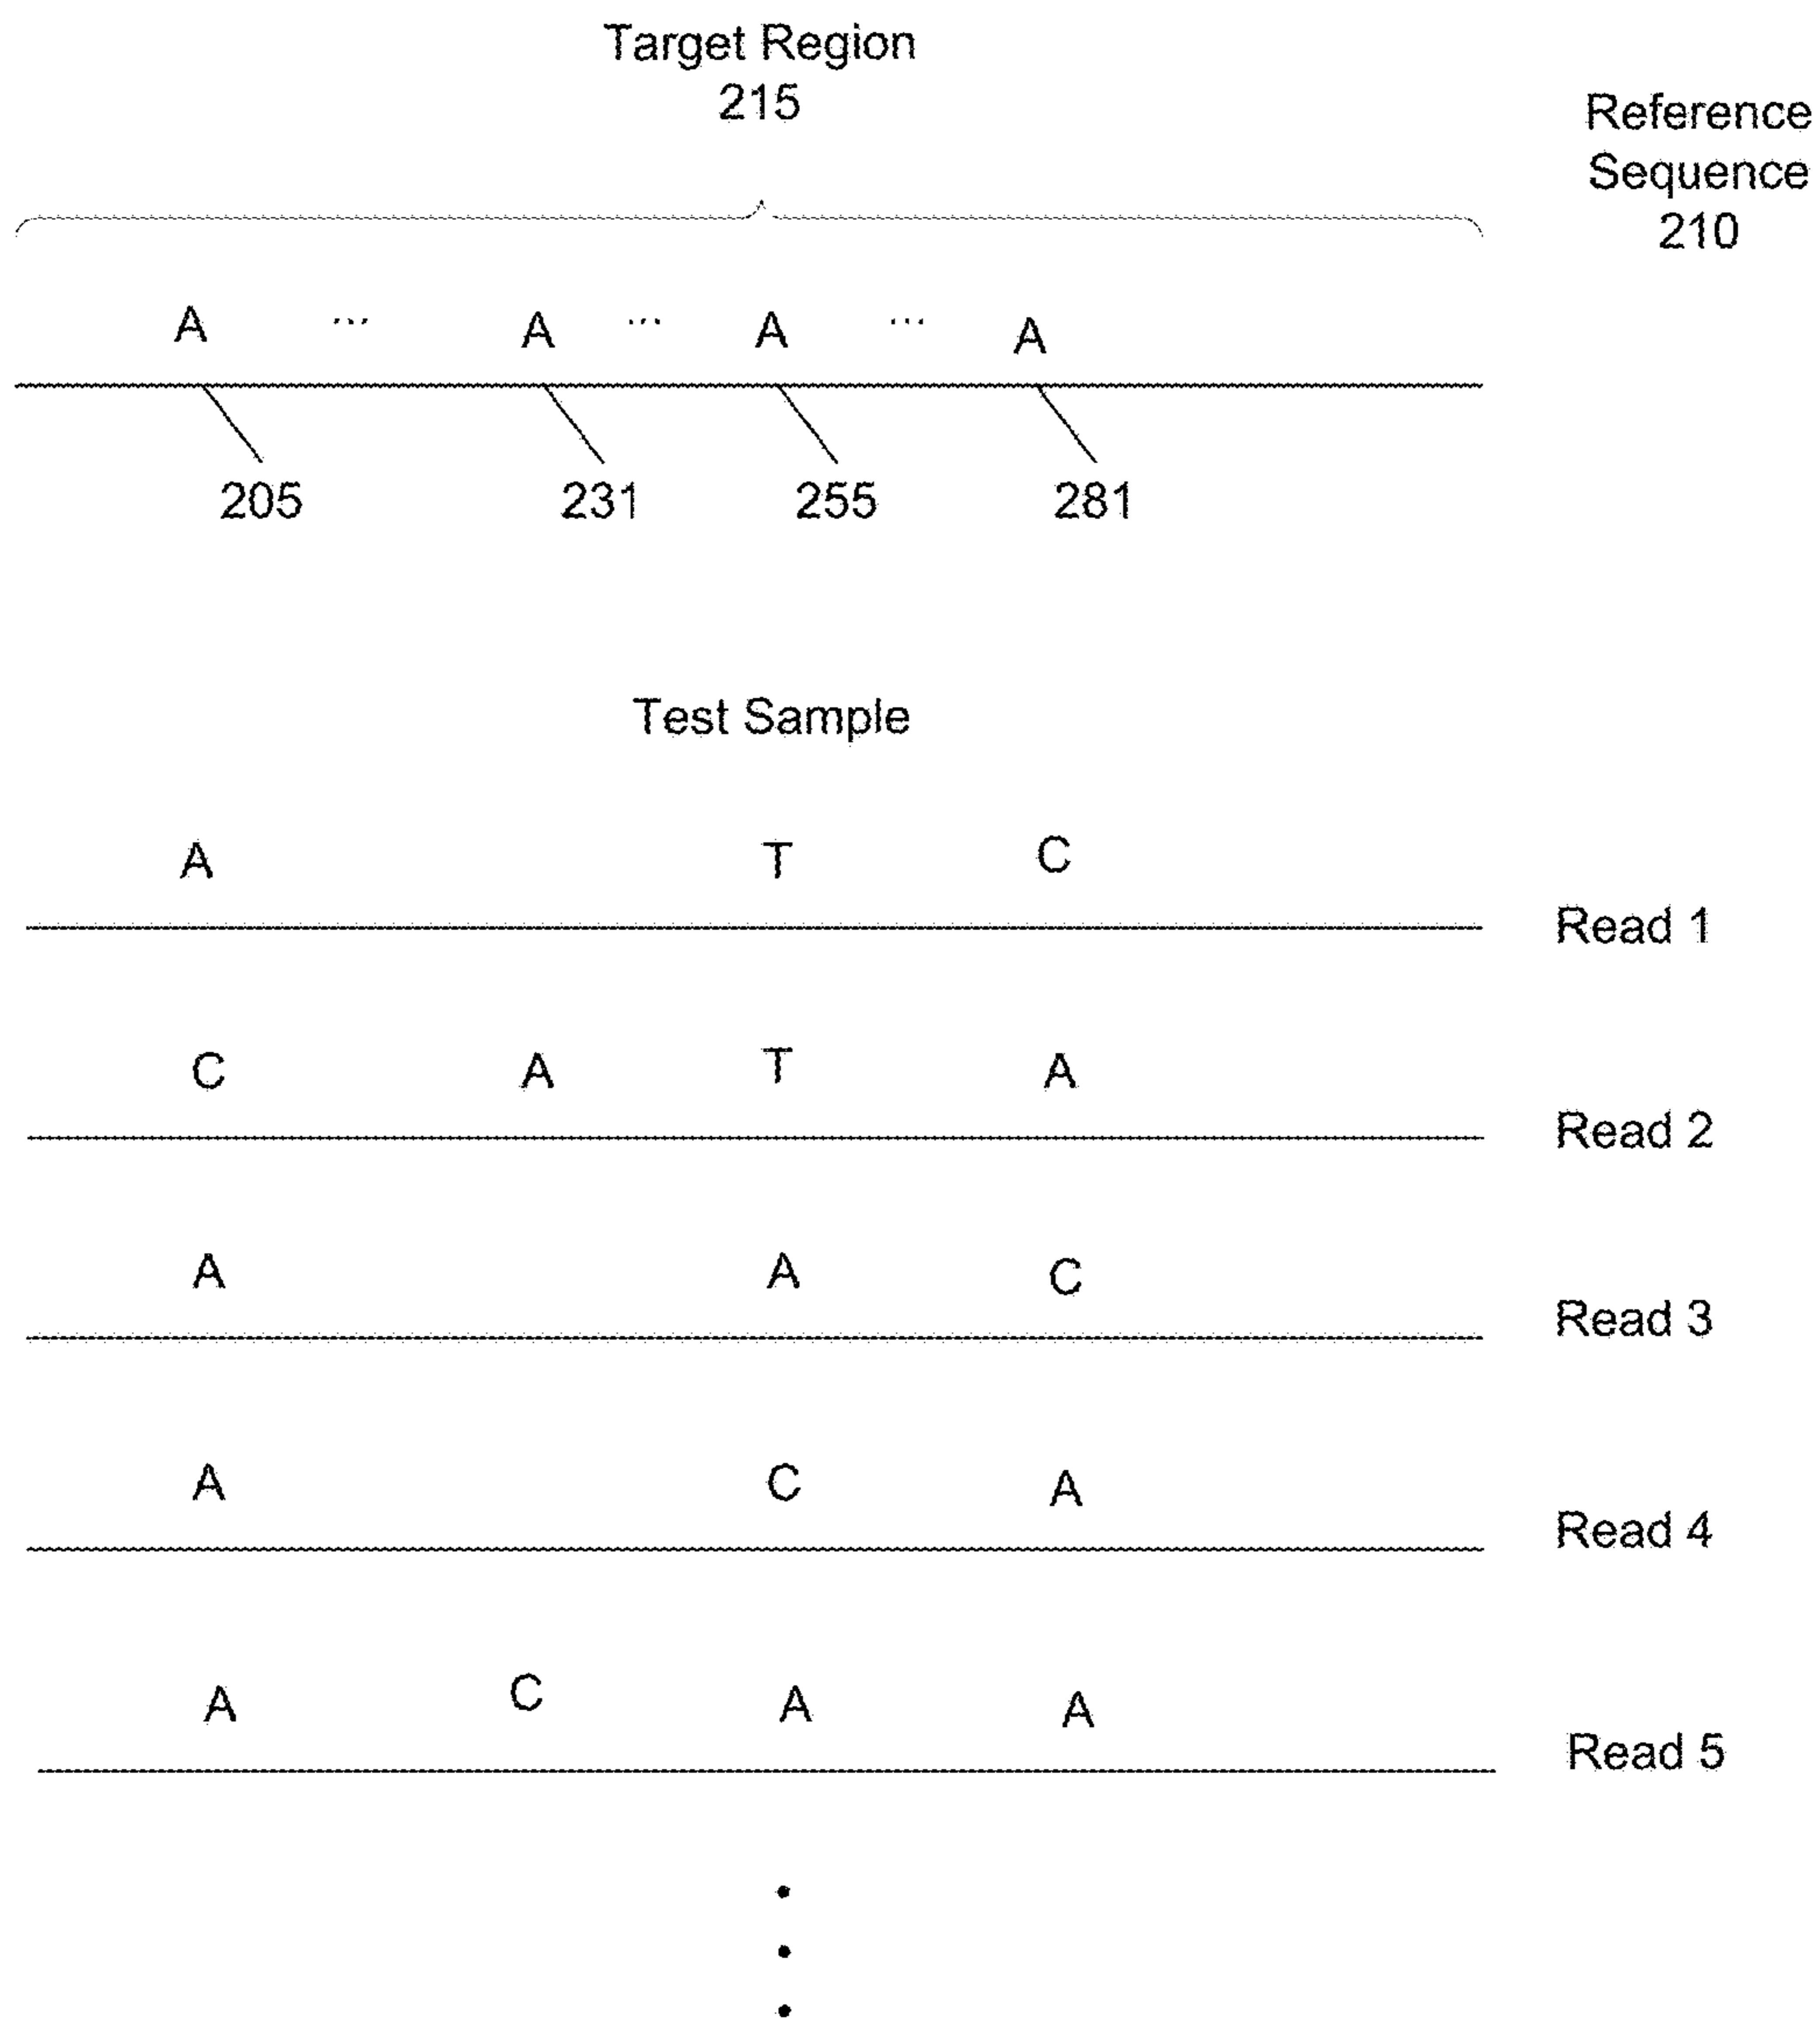 Target Region
215
Reference
Sequence
210
A ... A ... A ... A
205 231 255 281
Test Sample
A T C
Read 1
C A T A
Read 2
A A C
Read 3
A C A
Read 4
A C A A
Read 5